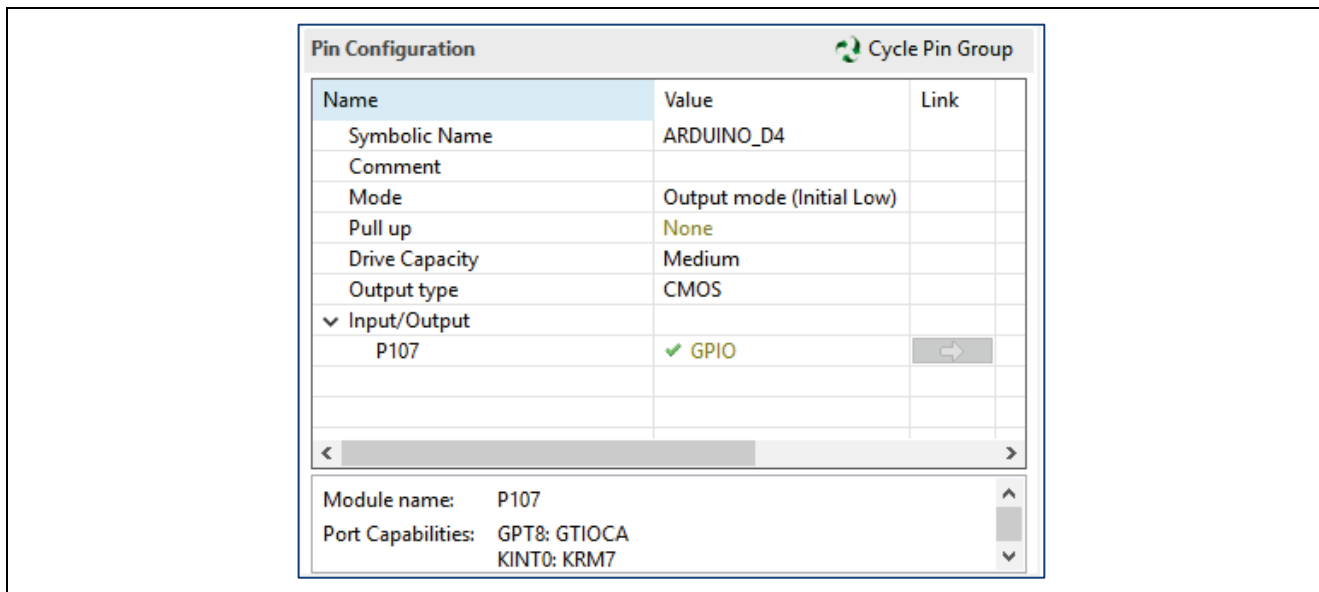 Pin Configuration Cycle Pin Group
Name Value Link
Symbolic Name ARDUINO_D4
Comment
Mode Output mode (Initial Low)
Pull up None
Drive Capacity Medium
Output type CMOS
Input/Output
P107 GPIO
Module name: P107
Port Capabilities: GPT8: GTIOCA
KINT0: KRM7